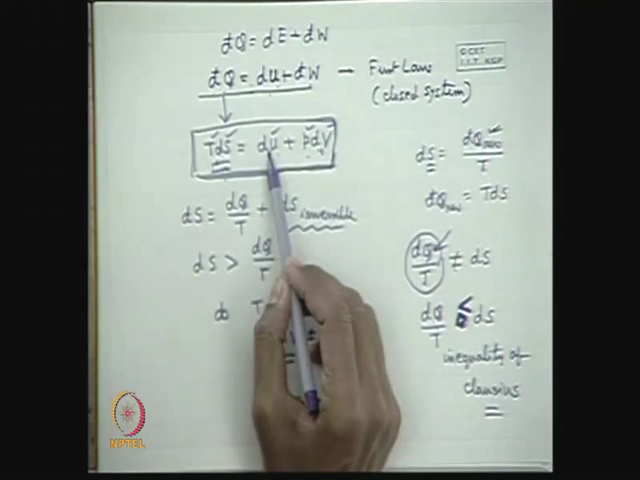 đQ = dE + đW
đQ = dU + đW → First Law
(closed system)
©CET
I.I.T. KGP
TdS = dU + PdV
dS = đQrev / T
đQrev = TdS
dS = đQ / T + dS irreversible
dS > đQ / T
đQ / T ≠ dS
đQ / T ≤ dS
inequality of
clausius
NPTEL